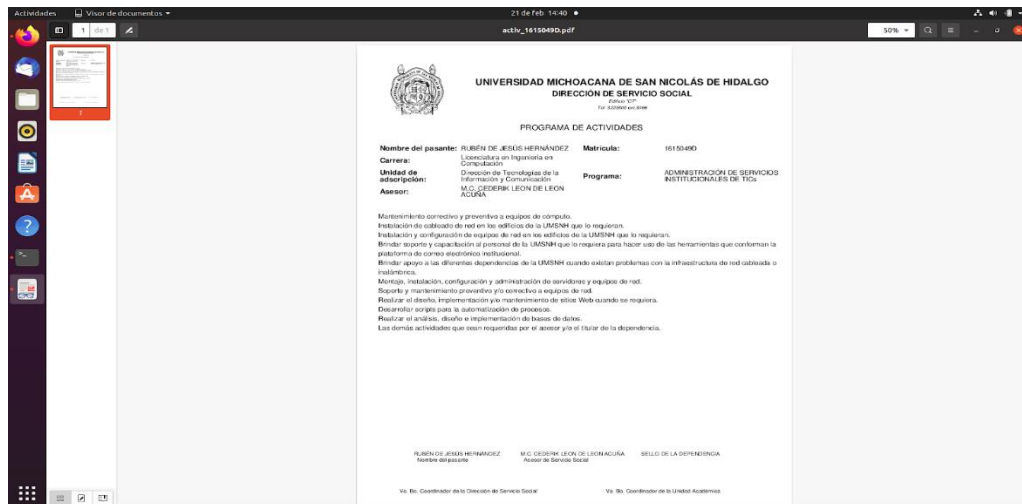 Actividades Visor de documentos 21 de feb 14:40
1 de 1 activ_1615049D.pdf 50%
1
UNIVERSIDAD MICHOACANA DE SAN NICOLÁS DE HIDALGO
DIRECCIÓN DE SERVICIO SOCIAL
PROGRAMA DE ACTIVIDADES
Nombre del pasante: RUBÉN DE JESÚS HERNÁNDEZ Matrícula: 1615049D
Carrera: Licenciatura en Ingeniería en
Computación
Unidad de adscripción: Dirección de Tecnologías de la
Información y Comunicación Programa: ADMINISTRACIÓN DE SERVICIOS
INSTITUCIONALES DE TICs
Asesor: M.C. CEDERIK LEON DE LEON
ACUÑA
Mantenimiento correctivo y preventivo a equipos de cómputo.
Instalación de cableado de red en los edificios de la UMSNH que lo requieran.
Instalación y configuración de equipos de red en los edificios de la UMSNH que lo requieran.
Brindar soporte y capacitación al personal de la UMSNH que lo requiera para hacer uso de las herramientas que conforman la
plataforma de correo electrónico institucional.
Brindar apoyo a las diferentes dependencias de la UMSNH cuando existan problemas con la infraestructura de red cableada o
inalámbrica.
Montaje, instalación, configuración y administración de servidores y equipos de red.
Soporte y mantenimiento preventivo y/o correctivo a equipos de red.
Realizar el diseño, implementación y/o mantenimiento de sitios Web cuando se requiera.
Desarrollar scripts para la automatización de procesos.
Realizar el análisis, diseño e implementación de bases de datos.
Las demás actividades que sean requeridas por el asesor y/o el titular de la dependencia.
RUBÉN DE JESÚS HERNÁNDEZ M.C. CEDERIK LEON DE LEON ACUÑA SELLO DE LA DEPENDENCIA
Nombre del pasante Asesor de Servicio Social
Vo. Bo. Coordinador de la Dirección de Servicio Social Vo. Bo. Coordinador de la Unidad Académica